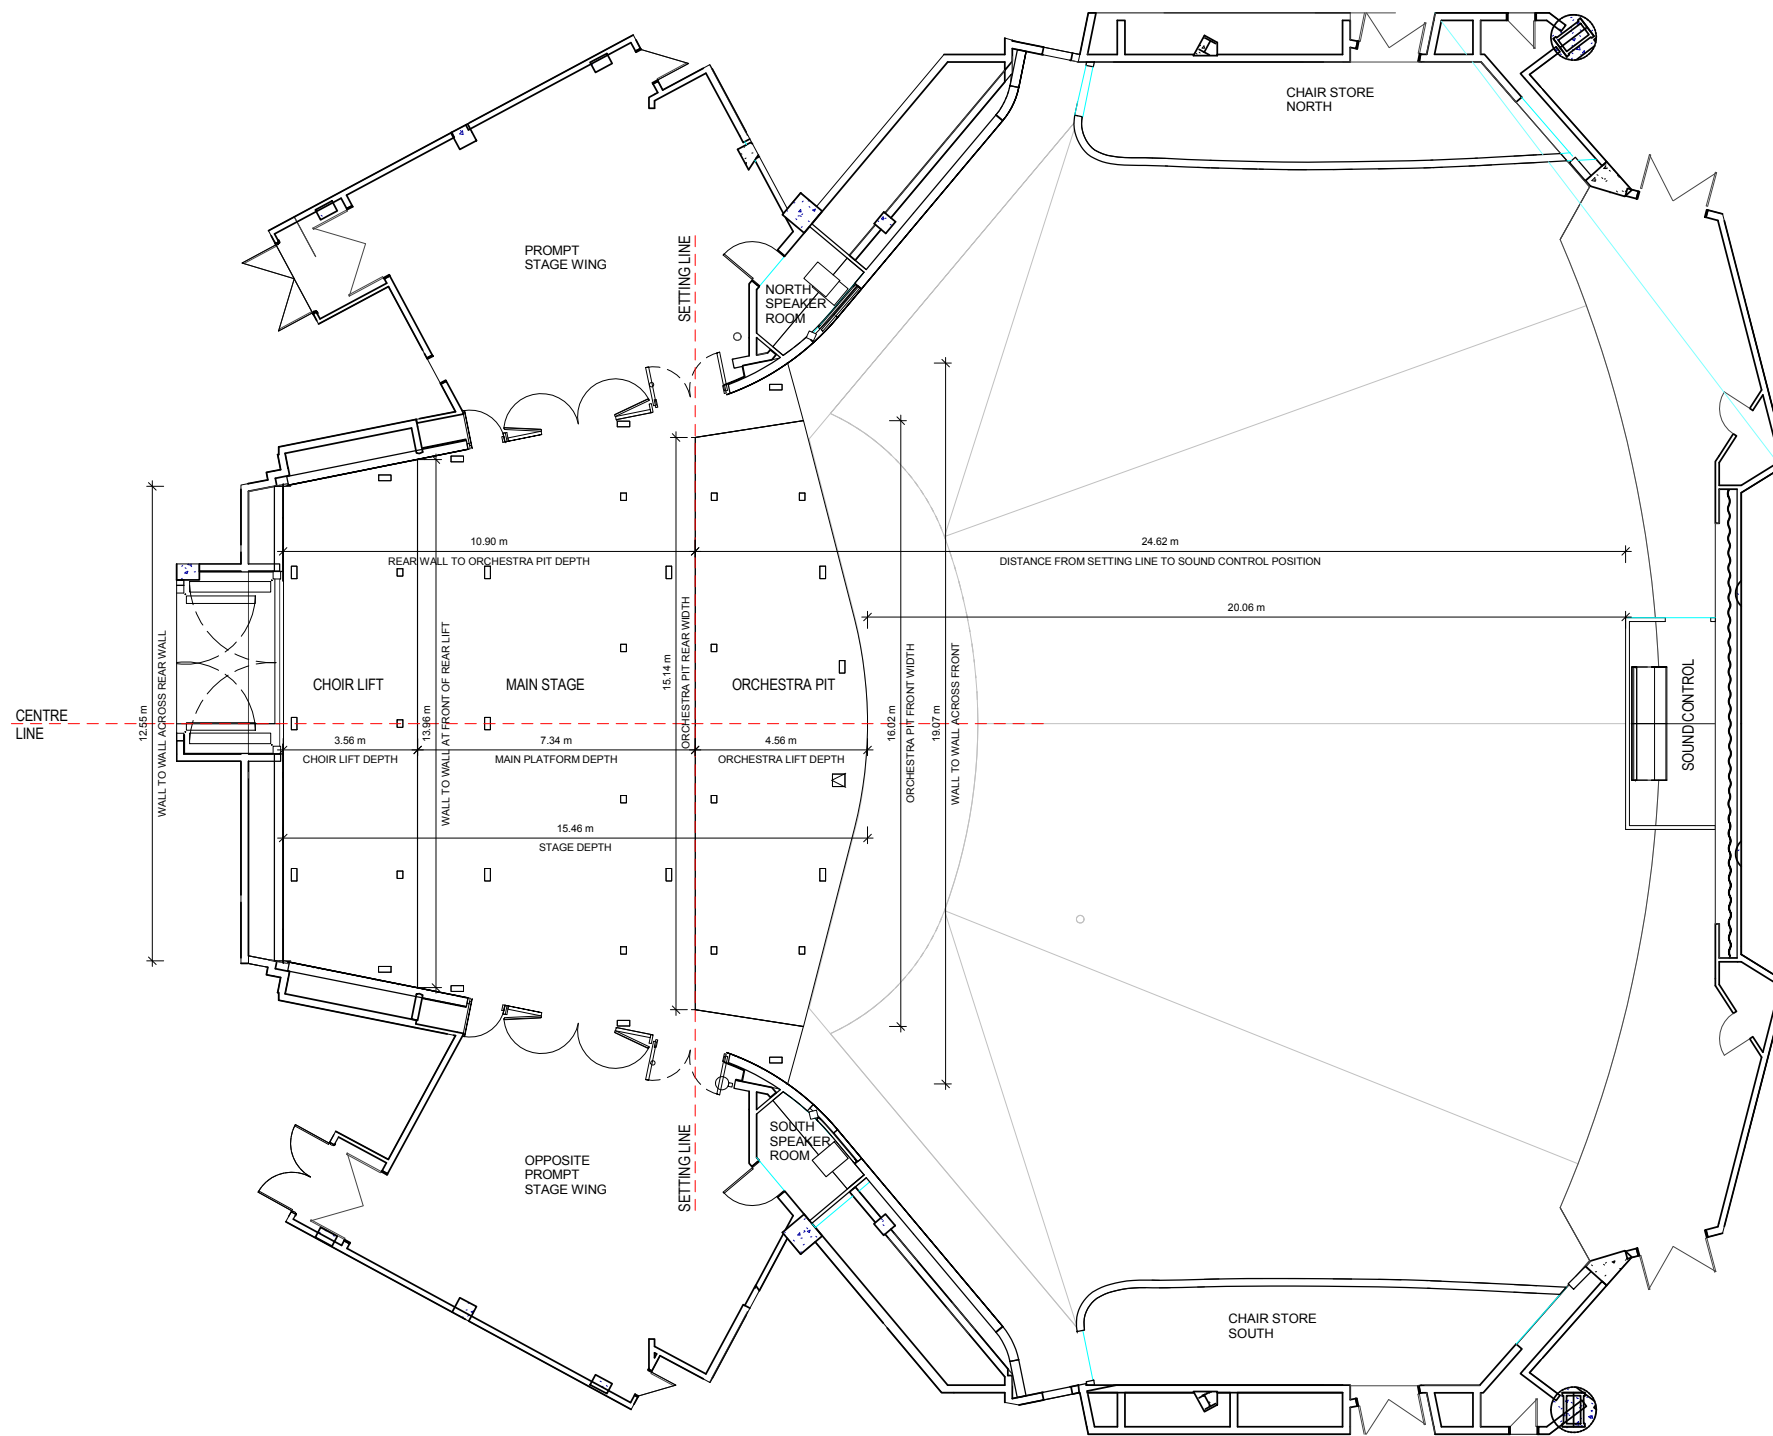 CHAIR STORE
NORTH
PROMPT
STAGE WING
SETTING LINE
NORTH
SPEAKER
ROOM
10.90 m
REAR WALL TO ORCHESTRA PIT DEPTH
24.62 m
DISTANCE FROM SETTING LINE TO SOUND CONTROL POSITION
20.06 m
12.55 m
WALL TO WALL ACROSS REAR WALL
CHOIR LIFT
13.96 m
WALL TO WALL AT FRONT OF REAR LIFT
MAIN STAGE
15.14 m
ORCHESTRA PIT REAR WIDTH
ORCHESTRA PIT
16.02 m
ORCHESTRA PIT FRONT WIDTH
19.07 m
WALL TO WALL ACROSS FRONT
SOUND CONTROL
CENTRE
LINE
3.56 m
CHOIR LIFT DEPTH
7.34 m
MAIN PLATFORM DEPTH
4.56 m
ORCHESTRA LIFT DEPTH
15.46 m
STAGE DEPTH
OPPOSITE
PROMPT
STAGE WING
SETTING LINE
SOUTH
SPEAKER
ROOM
CHAIR STORE
SOUTH